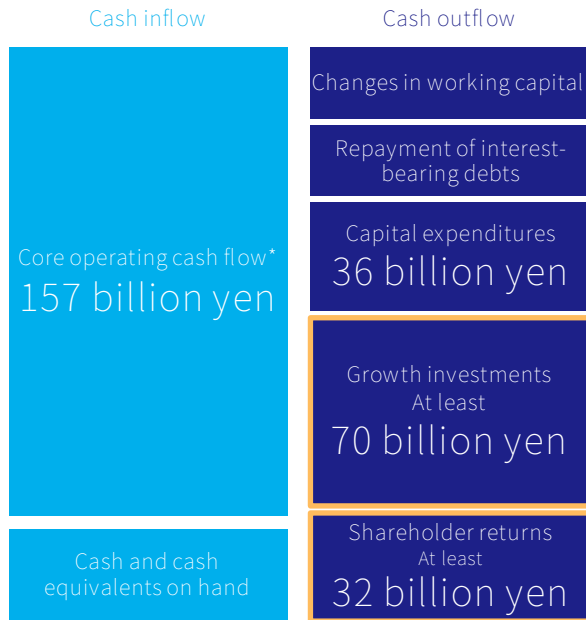 Cash inflow
Core operating cash flow*
157 billion yen
Cash and cash
equivalents on hand
Cash outflow
Changes in working capital
Repayment of interest-
bearing debts
Capital expenditures
36 billion yen
Growth investments
At least
70 billion yen
Shareholder returns
At least
32 billion yen